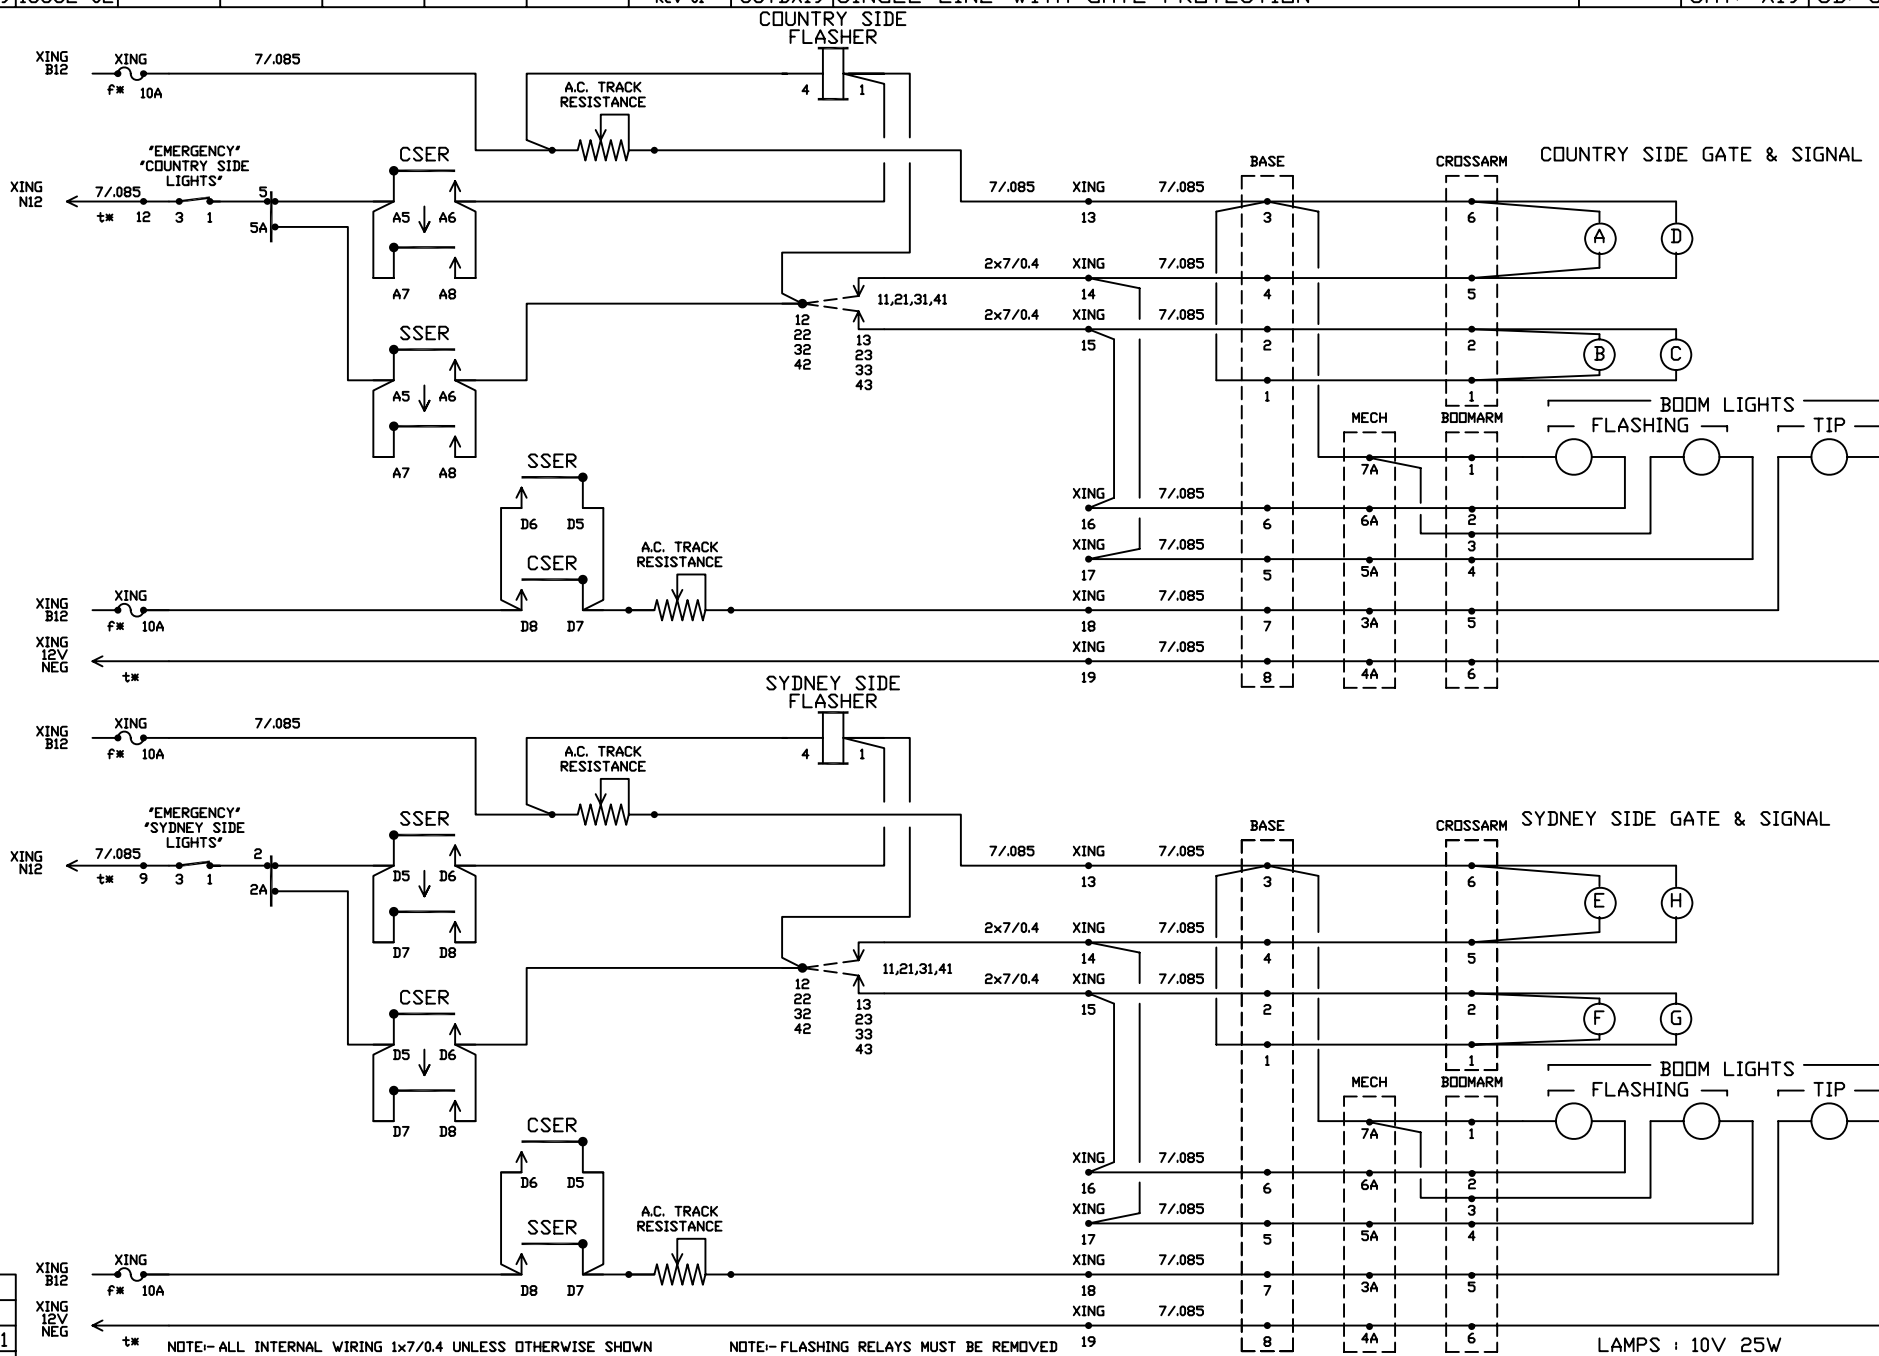 SINGLE LINE WITH GATE PROTECTION
COUNTRY SIDE
FLASHER
XING
B12
XING
7/.085
f* 10A
A.C. TRACK
RESISTANCE
4 1
"EMERGENCY"
"COUNTRY SIDE
LIGHTS"
CSER
BASE
CROSSARM
COUNTRY SIDE GATE & SIGNAL
XING
N12
7/.085
5
7/.085 XING 7/.085
t* 12 3 1
5A
A5 A6
13
3
6
A D
A7 A8
2x7/0.4 XING 7/.085
11,21,31,41
14
4
5
SSER
12
22
32
42
13
23
33
43
2x7/0.4 XING 7/.085
15
2
2
B C
A5 A6
1
1
A7 A8
MECH
BOOMARM
BOOM LIGHTS
FLASHING
TIP
7A
1
SSER
D6 D5
XING 7/.085
16
6
6A
2
3
CSER
A.C. TRACK
RESISTANCE
XING 7/.085
17
5
5A
4
XING
B12
XING
f* 10A
D8 D7
XING 7/.085
18
7
3A
5
XING
12V
NEG
t*
XING 7/.085
19
8
4A
6
SYDNEY SIDE
FLASHER
XING
B12
XING
7/.085
f* 10A
A.C. TRACK
RESISTANCE
4 1
"EMERGENCY"
"SYDNEY SIDE
LIGHTS"
SSER
BASE
CROSSARM
SYDNEY SIDE GATE & SIGNAL
XING
N12
7/.085
2
7/.085 XING 7/.085
t* 9 3 1
2A
D5 D6
13
3
6
E H
D7 D8
2x7/0.4 XING 7/.085
11,21,31,41
14
4
5
CSER
12
22
32
42
13
23
33
43
2x7/0.4 XING 7/.085
15
2
2
F G
D5 D6
1
1
D7 D8
MECH
BOOMARM
BOOM LIGHTS
FLASHING
TIP
7A
1
CSER
D6 D5
XING 7/.085
16
6
6A
2
3
SSER
A.C. TRACK
RESISTANCE
XING 7/.085
17
5
5A
4
XING
B12
XING
f* 10A
D8 D7
XING 7/.085
18
7
3A
5
XING
12V
NEG
t*
XING 7/.085
19
8
4A
6
NOTE:- ALL INTERNAL WIRING 1x7/0.4 UNLESS OTHERWISE SHOWN
NOTE:- FLASHING RELAYS MUST BE REMOVED
LAMPS : 10V 25W
1